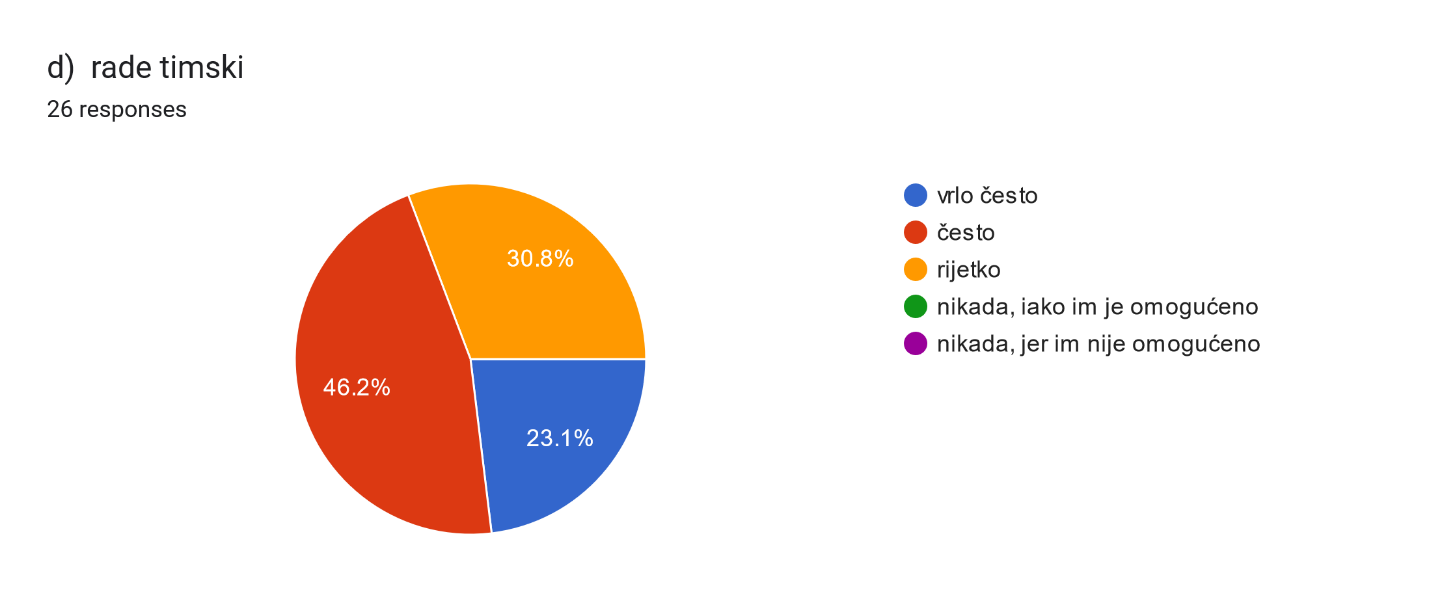 d)  rade timski
26 responses
30.8%
46.2%
23.1%
vrlo često
često
rijetko
nikada, iako im je omogućeno
nikada, jer im nije omogućeno